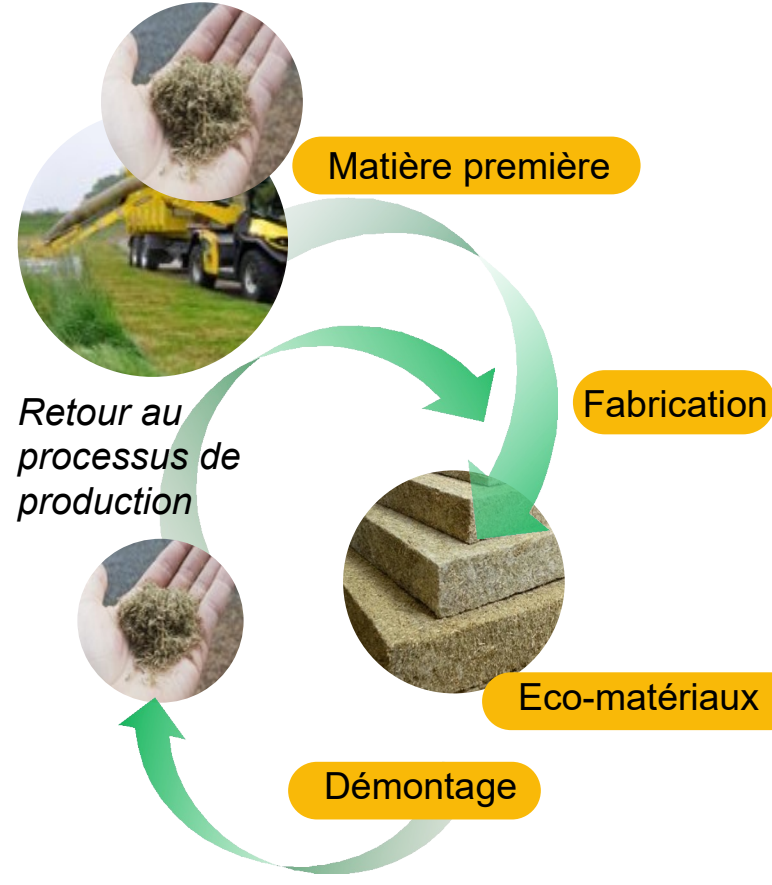 Matière première
Fabrication
Retour au
processus de
production
Eco-matériaux
Démontage